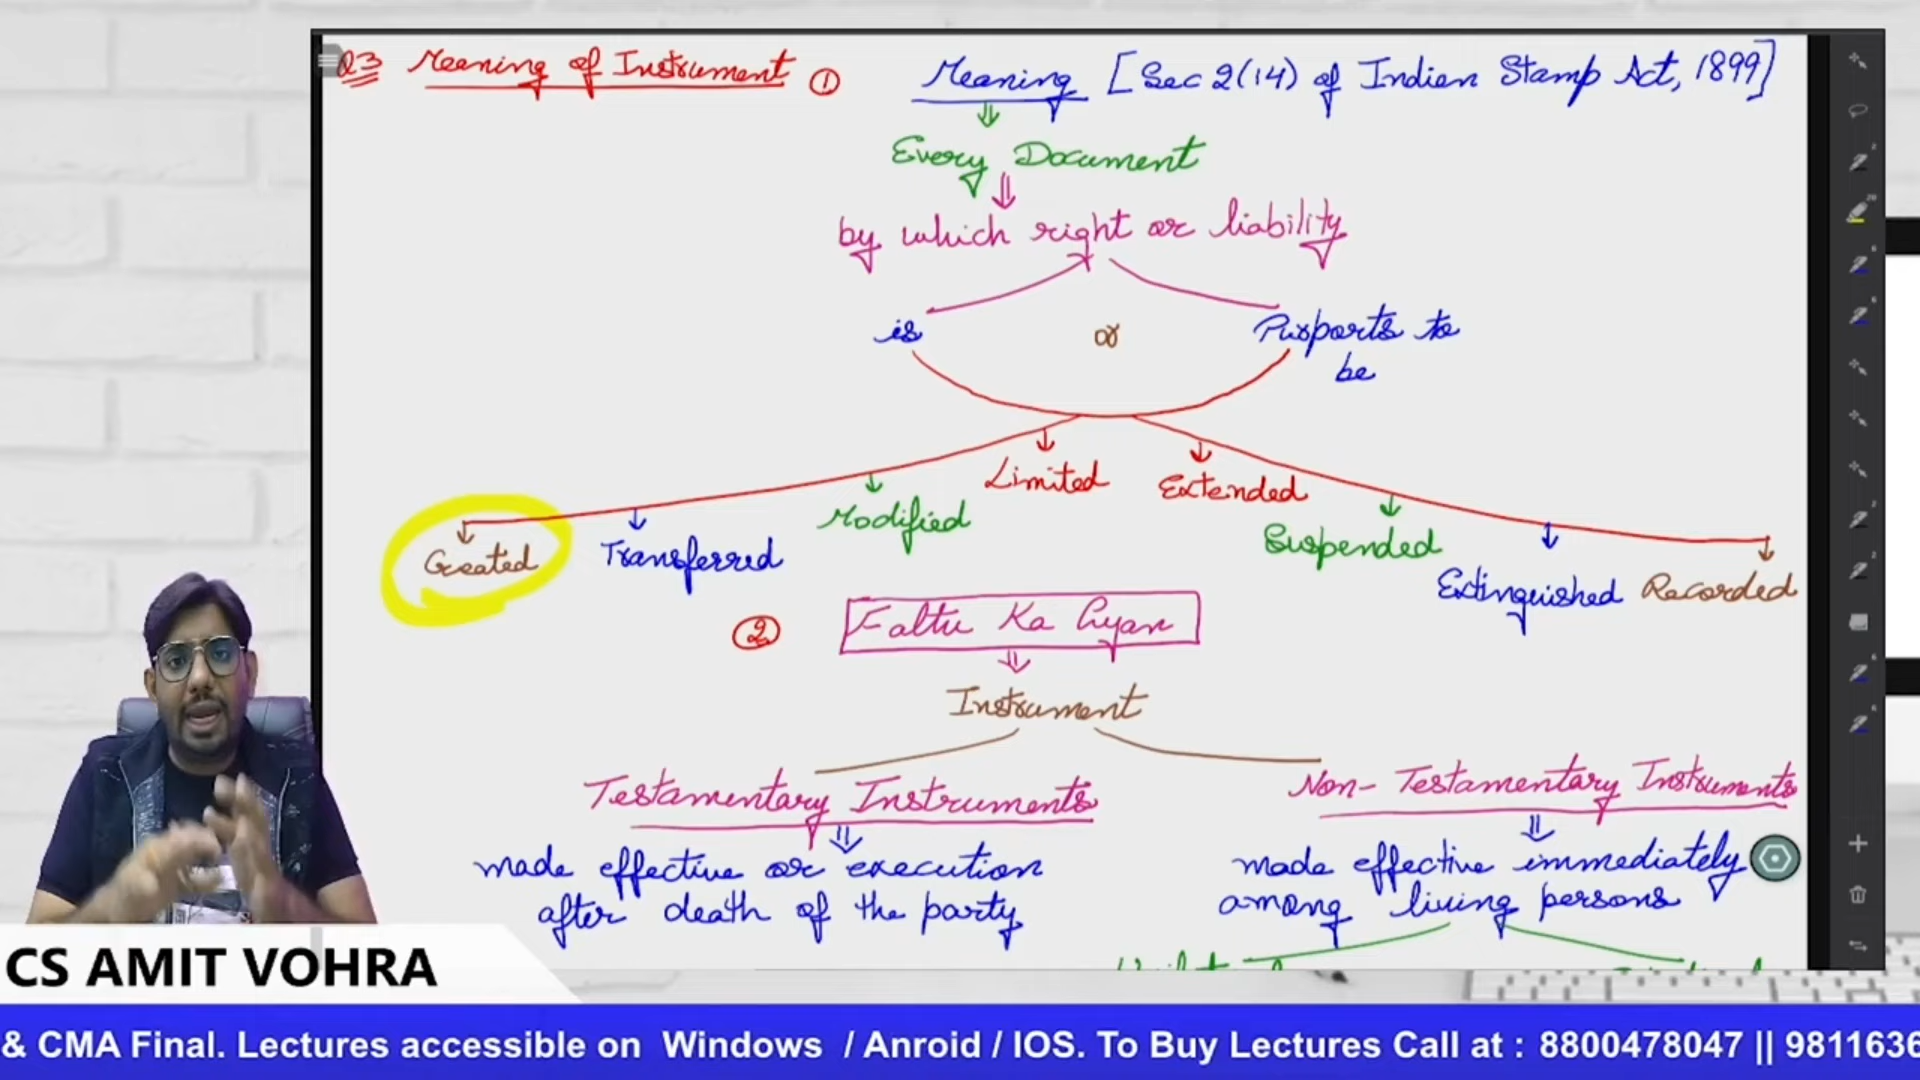 Q3 Meaning of Instrument ①
Meaning [Sec 2(14) of Indian Stamp Act, 1899]
Every Document
by which right or liability
is or Purports to
be
Created Transferred Modified Limited Extended Suspended Extinguished Recorded
② Faltu Ka Gyan
Instrument
Testamentary Instruments
made effective or execution
after death of the party
Non-Testamentary Instruments
made effective immediately
among living persons
CS AMIT VOHRA
& CMA Final. Lectures accessible on Windows / Anroid / IOS. To Buy Lectures Call at : 8800478047 || 9811636